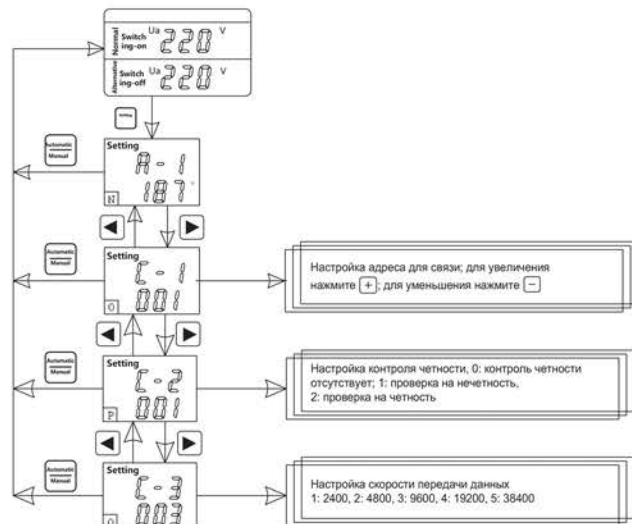 Normal
Switch
ing-on
Ua
220
V
Alternative
Switch
ing-off
Ua
220
V
Setting
Automatic
Manual
Setting
A-1
187
N
Automatic
Manual
Setting
C-1
001
O
Настройка адреса для связи; для увеличения
нажмите + ; для уменьшения нажмите −
Automatic
Manual
Setting
C-2
001
P
Настройка контроля четности, 0: контроль четности
отсутствует; 1: проверка на нечетность,
2: проверка на четность
Automatic
Manual
Setting
C-3
003
Q
Настройка скорости передачи данных
1: 2400, 2: 4800, 3: 9600, 4: 19200, 5: 38400